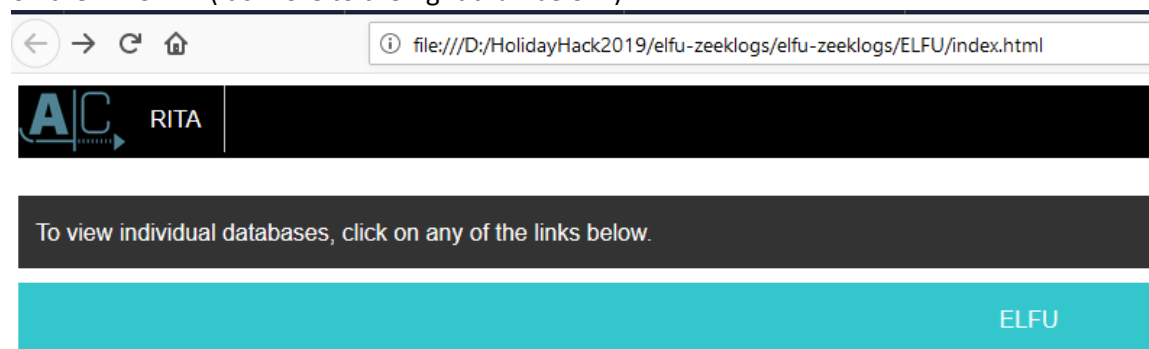 file:///D:/HolidayHack2019/elfu-zeeklogs/elfu-zeeklogs/ELFU/index.html
AC RITA
To view individual databases, click on any of the links below.
ELFU